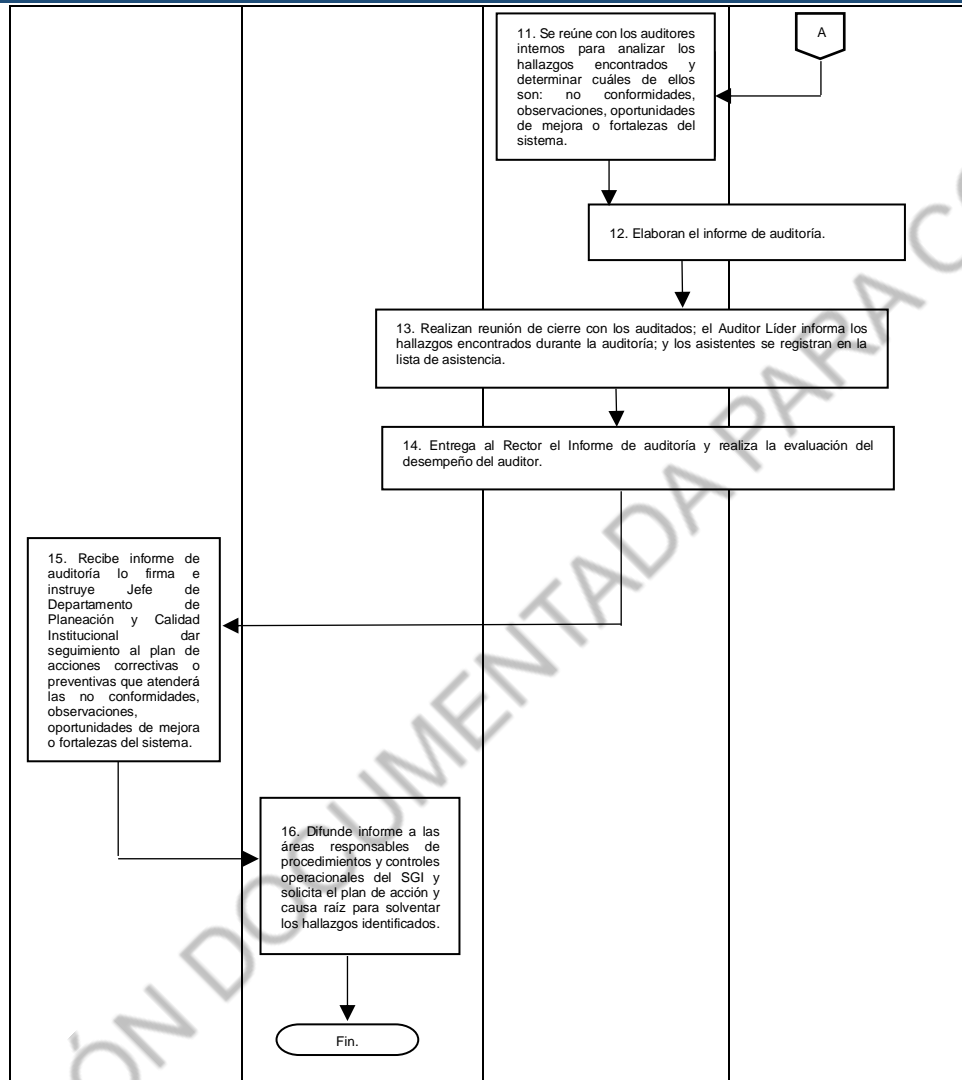 A
11. Se reúne con los auditores
internos para analizar los
hallazgos encontrados y
determinar cuáles de ellos
son: no conformidades,
observaciones, oportunidades
de mejora o fortalezas del
sistema.
12. Elaboran el informe de auditoría.
13. Realizan reunión de cierre con los auditados; el Auditor Líder informa los
hallazgos encontrados durante la auditoría; y los asistentes se registran en la
lista de asistencia.
14. Entrega al Rector el Informe de auditoría y realiza la evaluación del
desempeño del auditor.
15. Recibe informe de
auditoría lo firma e
instruye Jefe de
Departamento de
Planeación y Calidad
Institucional dar
seguimiento al plan de
acciones correctivas o
preventivas que atenderá
las no conformidades,
observaciones,
oportunidades de mejora
o fortalezas del sistema.
16. Difunde informe a las
áreas responsables de
procedimientos y controles
operacionales del SGI y
solicita el plan de acción y
causa raíz para solventar
los hallazgos identificados.
Fin.
ÓN DOCUMENTADA PARA CO